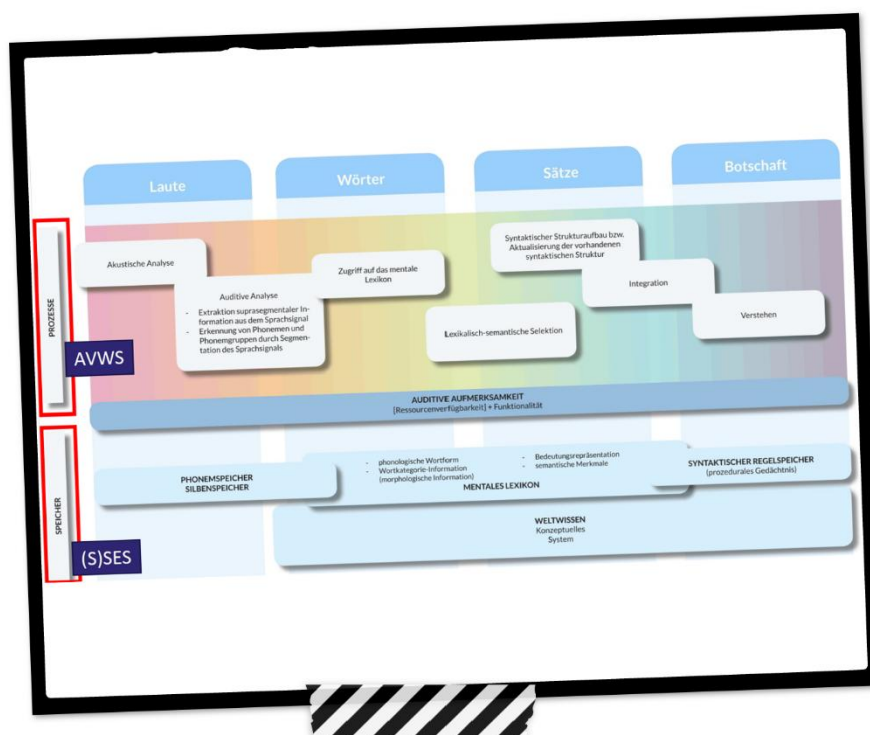 Laute
Wörter
Sätze
Botschaft
PROZESSE
AVWS
Akustische Analyse
Auditive Analyse
- Extraktion suprasegmentaler In-
formation aus dem Sprachsignal
- Erkennung von Phonemen und
Phonemgruppen durch Segmen-
tation des Sprachsignals
Zugriff auf das mentale
Lexikon
Lexikalisch-semantische Selektion
Syntaktischer Strukturaufbau bzw.
Aktualisierung der vorhandenen
syntaktischen Struktur
Integration
Verstehen
AUDITIVE AUFMERKSAMKEIT
[Ressourcenverfügbarkeit] + Funktionalität
SPEICHER
(S)SES
PHONEMSPEICHER
SILBENSPEICHER
- phonologische Wortform
- Wortkategorie-Information
(morphologische Information)
- Bedeutungsrepräsentation
- semantische Merkmale
MENTALES LEXIKON
SYNTAKTISCHER REGELSPEICHER
(prozedurales Gedächtnis)
WELTWISSEN
Konzeptuelles
System